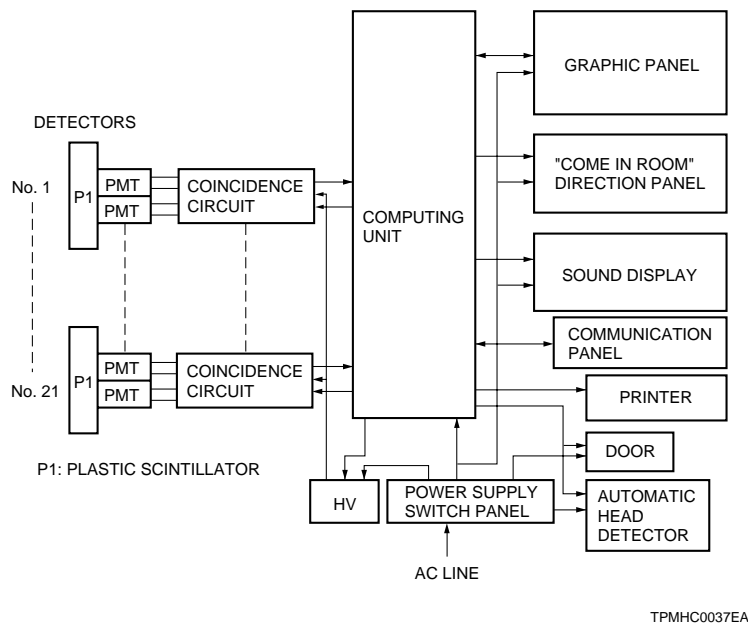 DETECTORS
No. 1
P1
PMT
PMT
COINCIDENCE
CIRCUIT
No. 21
P1
PMT
PMT
COINCIDENCE
CIRCUIT
P1: PLASTIC SCINTILLATOR
COMPUTING
UNIT
HV
POWER SUPPLY
SWITCH PANEL
AC LINE
GRAPHIC PANEL
"COME IN ROOM"
DIRECTION PANEL
SOUND DISPLAY
COMMUNICATION
PANEL
PRINTER
DOOR
AUTOMATIC
HEAD
DETECTOR
TPMHC0037EA